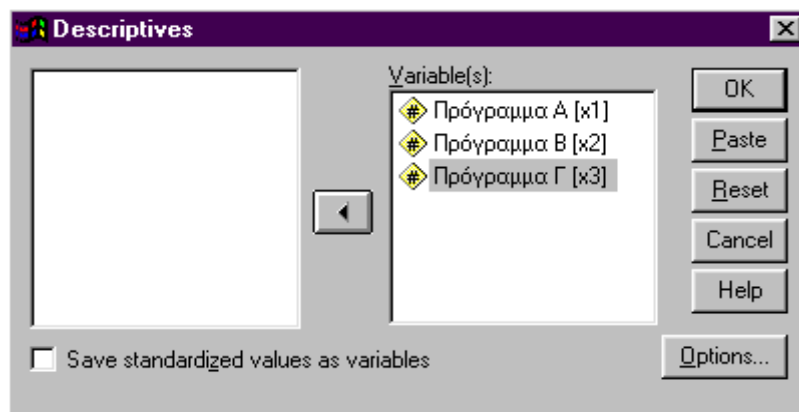 Descriptives
Variable(s):
Πρόγραμμα Α [x1]
Πρόγραμμα Β [x2]
Πρόγραμμα Γ [x3]
OK
Paste
Reset
Cancel
Help
Save standardized values as variables
Options...